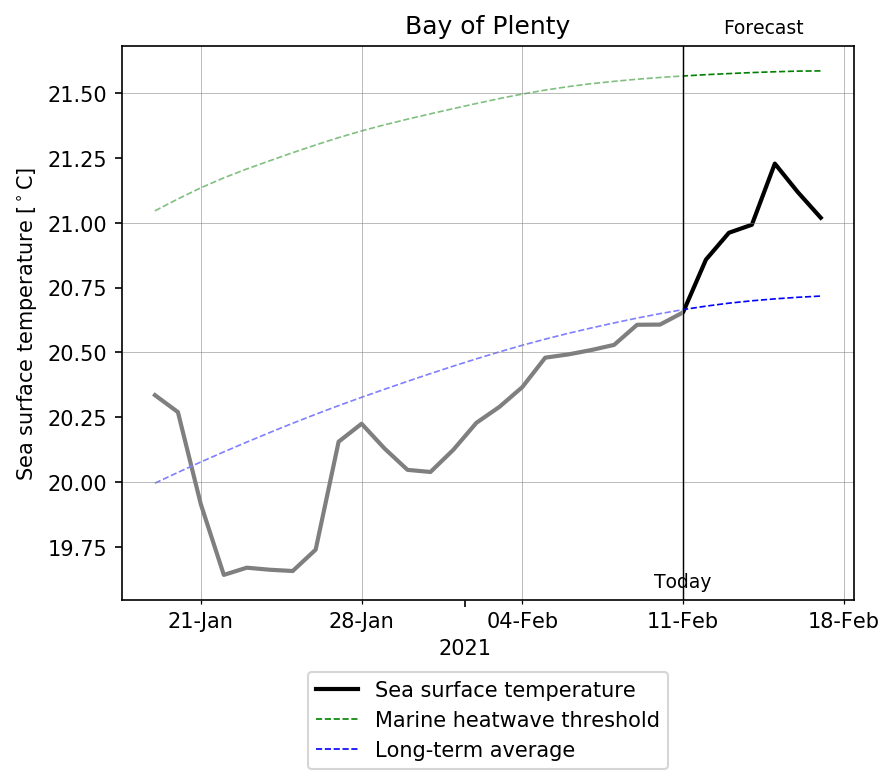 Bay of Plenty
Forecast
Sea surface temperature [°C]
21.50
21.25
21.00
20.75
20.50
20.25
20.00
19.75
Today
21-Jan
28-Jan
04-Feb
11-Feb
18-Feb
2021
Sea surface temperature
Marine heatwave threshold
Long-term average